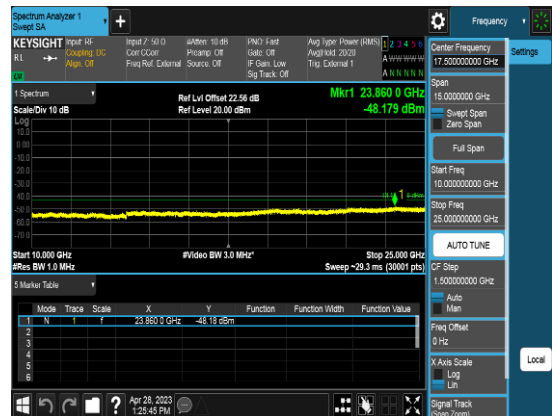 Spectrum Analyzer 1
Swept SA
Frequency
KEYSIGHT
Input: RF
Coupling: DC
Align: Off
Input Z: 50 Ω
Corr CCorr
Freq Ref: External
#Atten: 10 dB
Preamp: Off
Source: Off
PNO: Fast
Gate: Off
IF Gain: Low
Sig Track: Off
Avg Type: Power (RMS)
Avg|Hold: 20/20
Trig: External 1
1 2 3 4 5 6
A W W W W W
A N N N N N
1 Spectrum
Scale/Div 10 dB
Ref Lvl Offset 22.56 dB
Ref Level 20.00 dBm
Mkr1 23.860 0 GHz
-48.179 dBm
Log
10.0
0.00
-10.0
-20.0
-30.0
-40.0
-50.0
-60.0
-70.0
1
Start 10.000 GHz
#Res BW 1.0 MHz
#Video BW 3.0 MHz*
Stop 25.000 GHz
Sweep ~29.3 ms (30001 pts)
5 Marker Table
Mode Trace Scale X Y Function Function Width Function Value
1 N 1 f 23.860 0 GHz -48.18 dBm
2
3
4
5
6
Apr 28, 2023
1:25:45 PM
Center Frequency
17.500000000 GHz
Settings
Span
15.0000000 GHz
Swept Span
Zero Span
Full Span
Start Freq
10.000000000 GHz
Stop Freq
25.000000000 GHz
AUTO TUNE
CF Step
1.500000000 GHz
Auto
Man
Freq Offset
0 Hz
X Axis Scale
Log
Lin
Local
Signal Track
(Span Zoom)